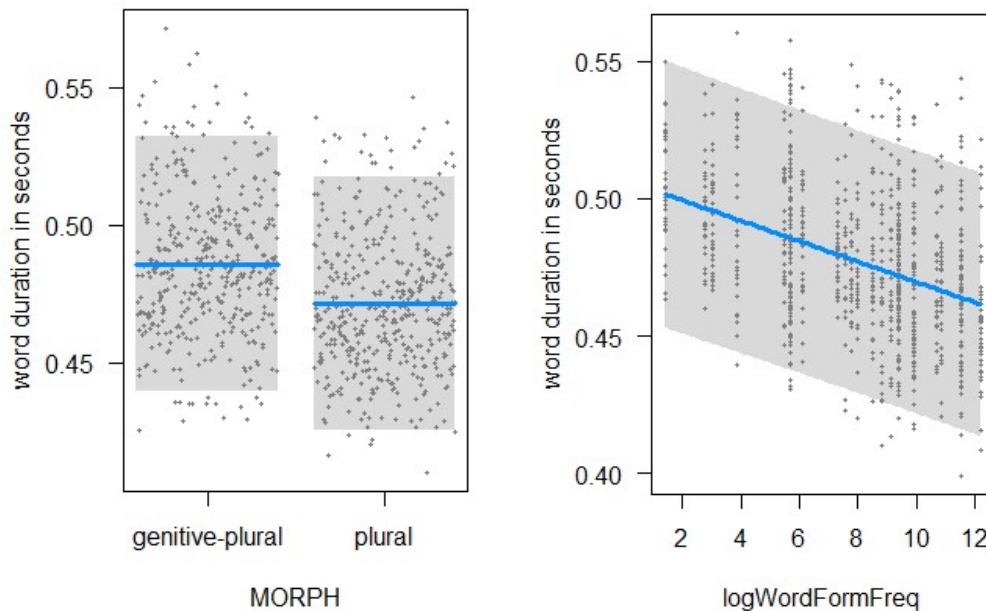 word duration in seconds
0.55
0.50
0.45
genitive-plural
plural
MORPH
word duration in seconds
0.55
0.50
0.45
0.40
2
4
6
8
10
12
logWordFormFreq